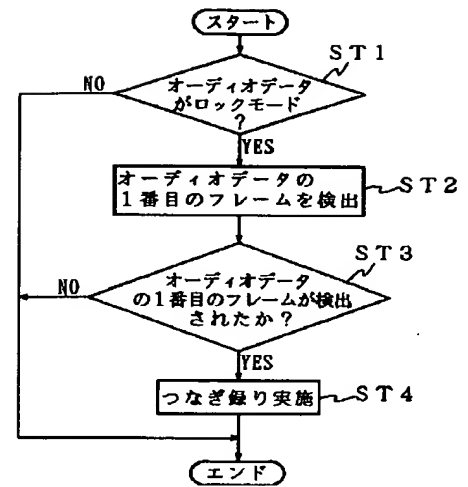 スタート
ST1
オーディオデータ
がロックモード
?
NO
YES
オーディオデータの
1番目のフレームを検出
ST2
ST3
オーディオデータ
の1番目のフレームが検出
されたか?
NO
YES
つなぎ録り実施
ST4
エンド